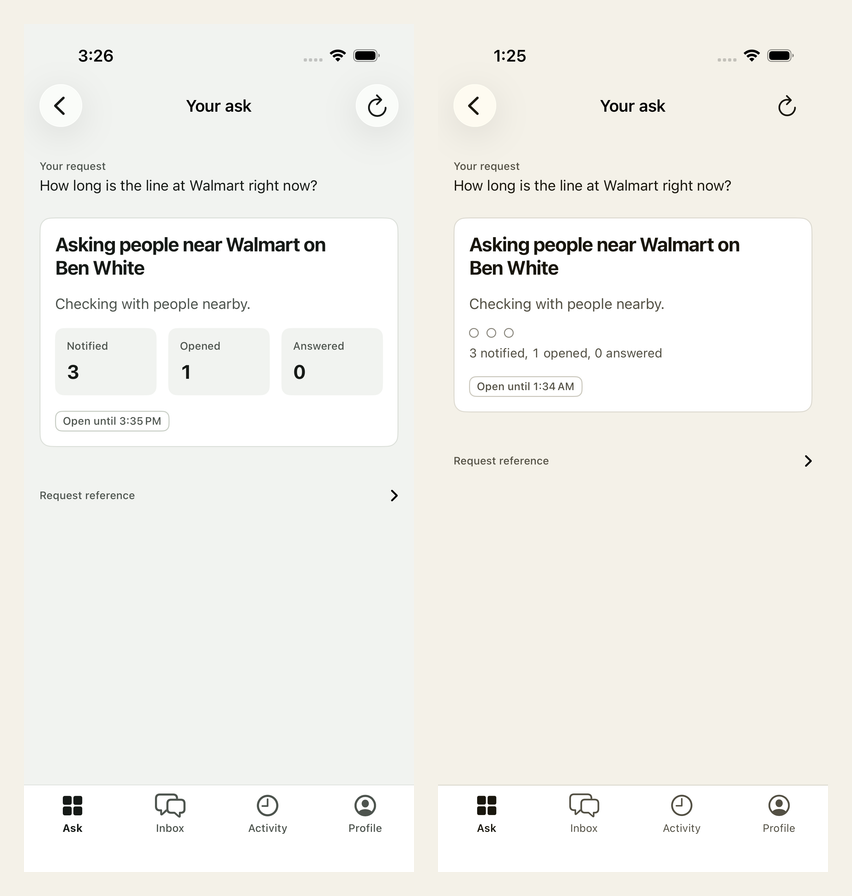 3:26
Your ask
Your request
How long is the line at Walmart right now?
Asking people near Walmart on
Ben White
Checking with people nearby.
Notified
Opened
Answered
3
1
0
Open until 3:35 PM
Request reference
Ask
Inbox
Activity
Profile
1:25
Your ask
Your request
How long is the line at Walmart right now?
Asking people near Walmart on
Ben White
Checking with people nearby.
3 notified, 1 opened, 0 answered
Open until 1:34 AM
Request reference
Ask
Inbox
Activity
Profile